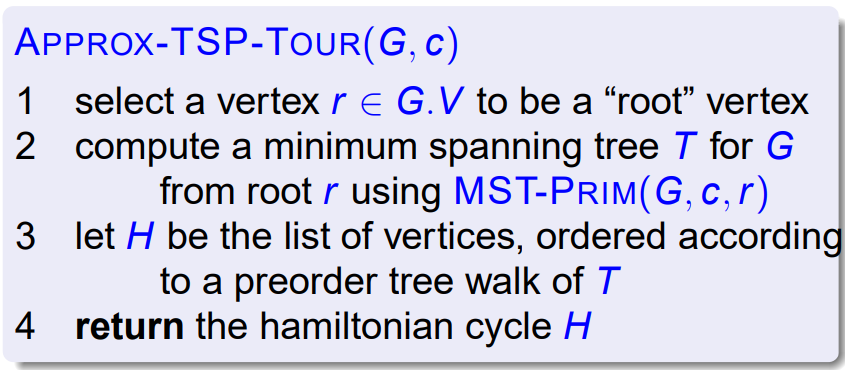 APPROX-TSP-TOUR(G, c)
1 select a vertex r ∈ G.V to be a “root” vertex
2 compute a minimum spanning tree T for G
from root r using MST-PRIM(G, c, r)
3 let H be the list of vertices, ordered according
to a preorder tree walk of T
4 return the hamiltonian cycle H